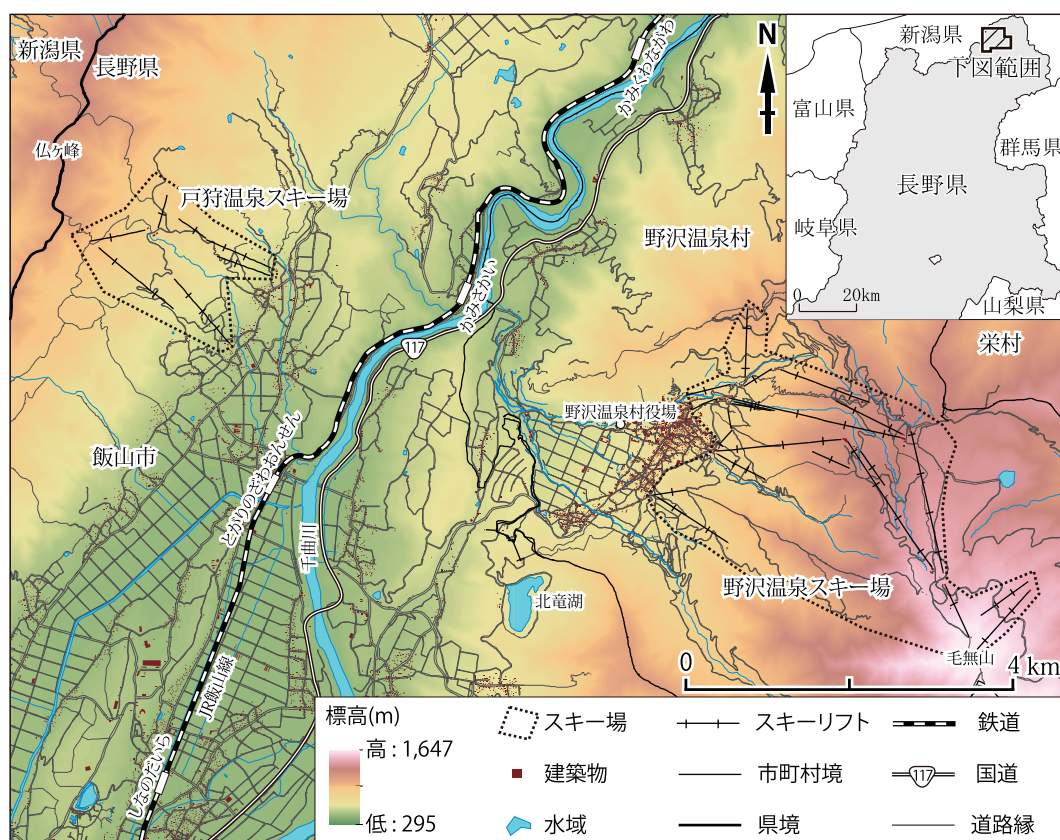 新潟県
長野県
仏ヶ峰
戸狩温泉スキー場
かみくわながわ
N
野沢温泉村
かみさかい
117
栄村
野沢温泉村役場
飯山市
とがりのざわおんせん
千曲川
北竜湖
野沢温泉スキー場
毛無山
JR飯山線
しなのたいら
0
4 km
新潟県
下図範囲
富山県
群馬県
長野県
岐阜県
0
20km
山梨県
標高(m)
高 : 1,647
低 : 295
スキー場
スキーリフト
鉄道
建築物
市町村境
117
国道
水域
県境
道路縁